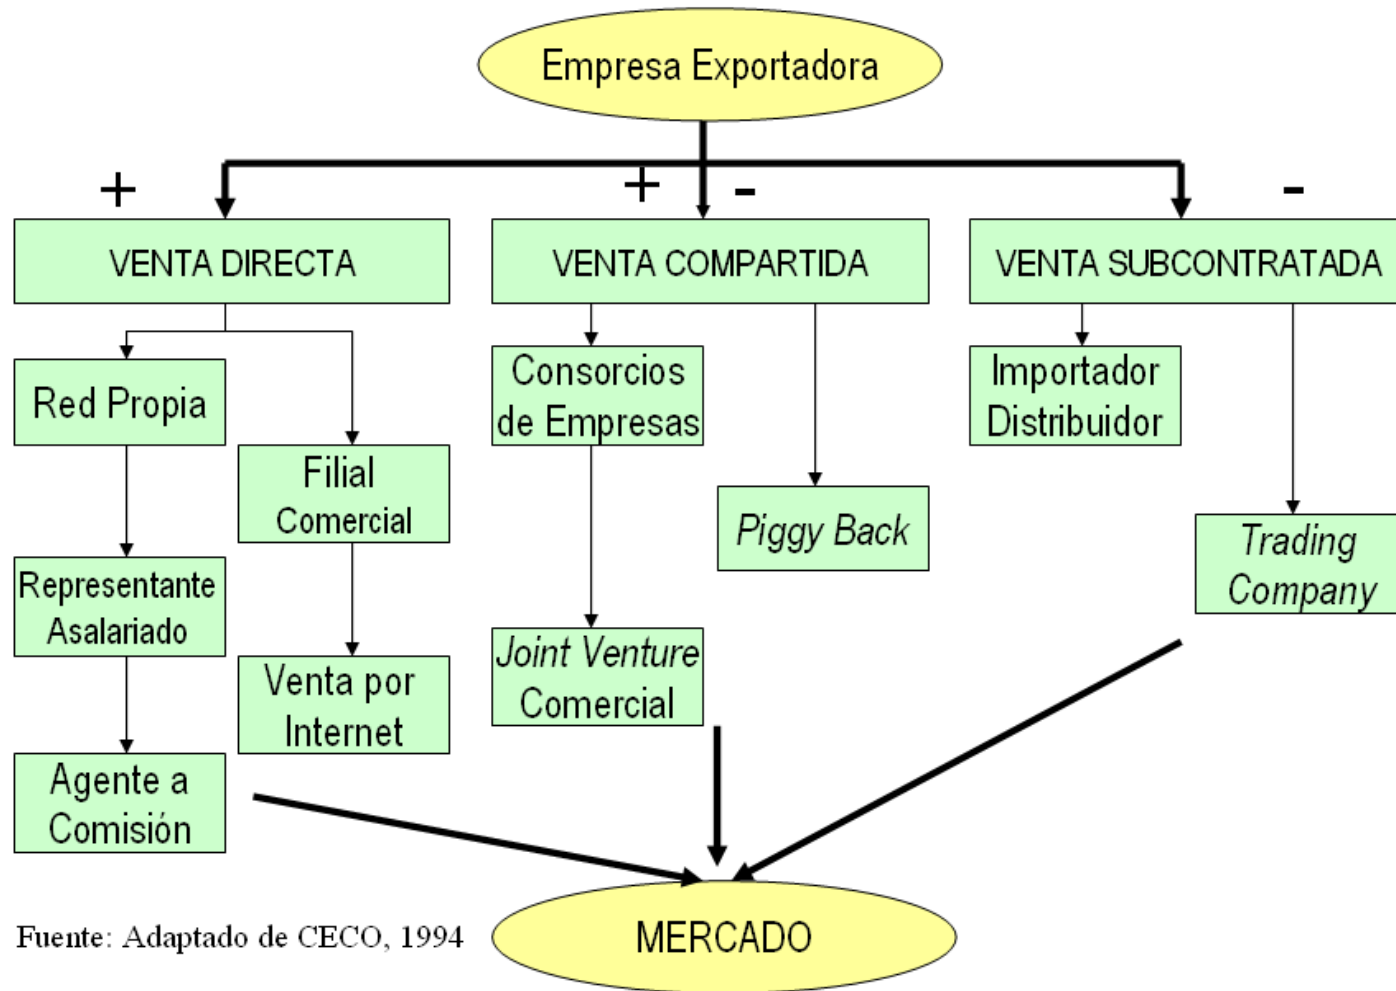 Empresa Exportadora
+
+ -
-
VENTA DIRECTA
VENTA COMPARTIDA
VENTA SUBCONTRATADA
Red Propia
Filial
Comercial
Representante
Asalariado
Venta por
Internet
Agente a
Comisión
Consorcios
de Empresas
Piggy Back
Joint Venture
Comercial
Importador
Distribuidor
Trading
Company
MERCADO
Fuente: Adaptado de CECO, 1994